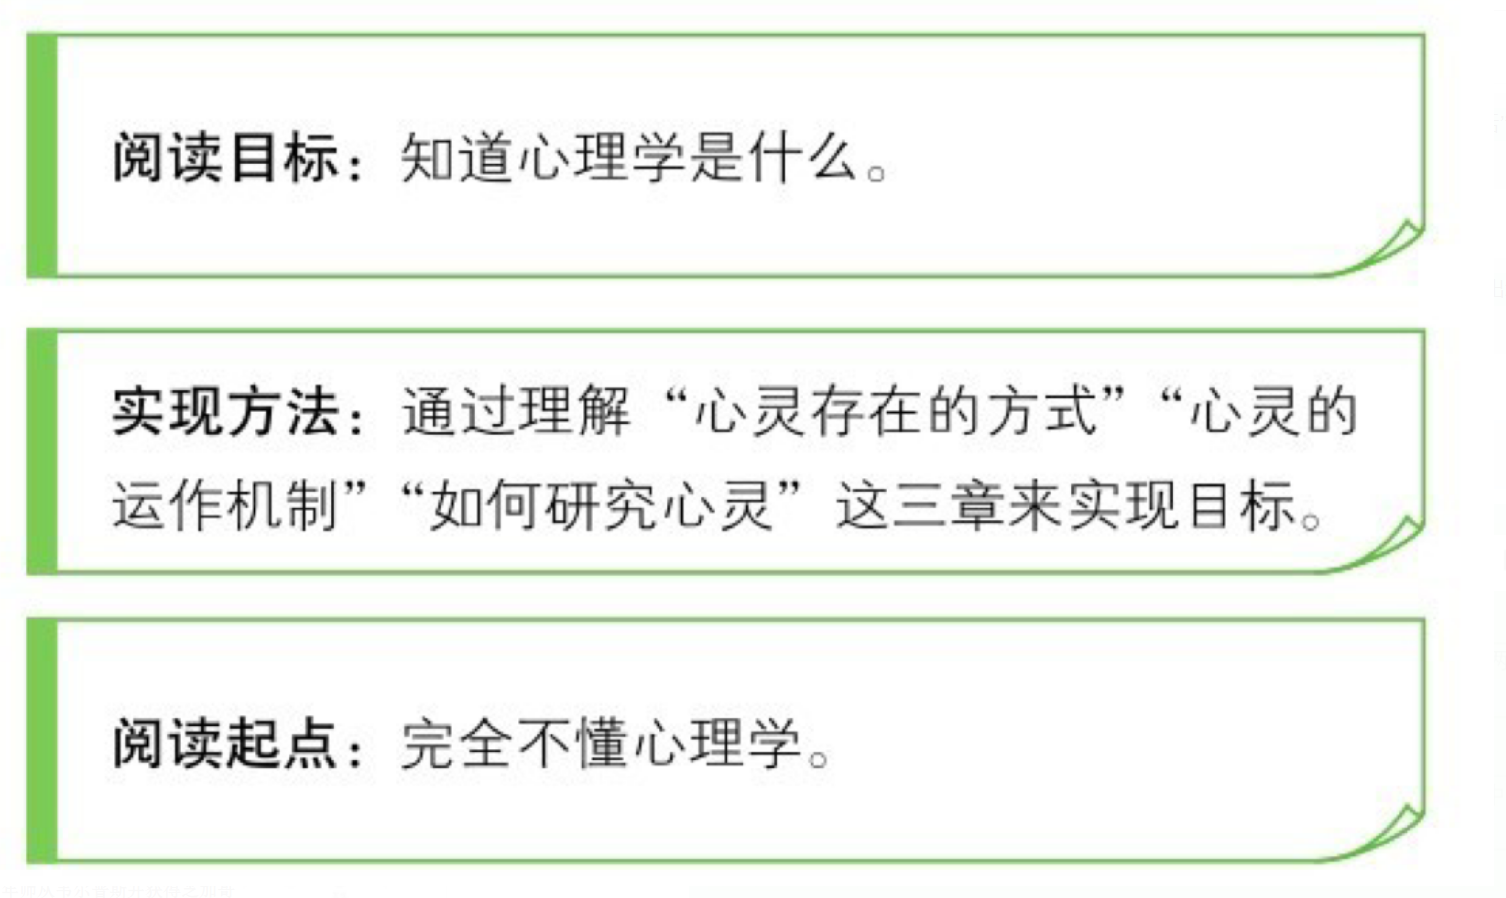 阅读目标：知道心理学是什么。
实现方法：通过理解“心灵存在的方式”“心灵的
运作机制”“如何研究心灵”这三章来实现目标。
阅读起点：完全不懂心理学。